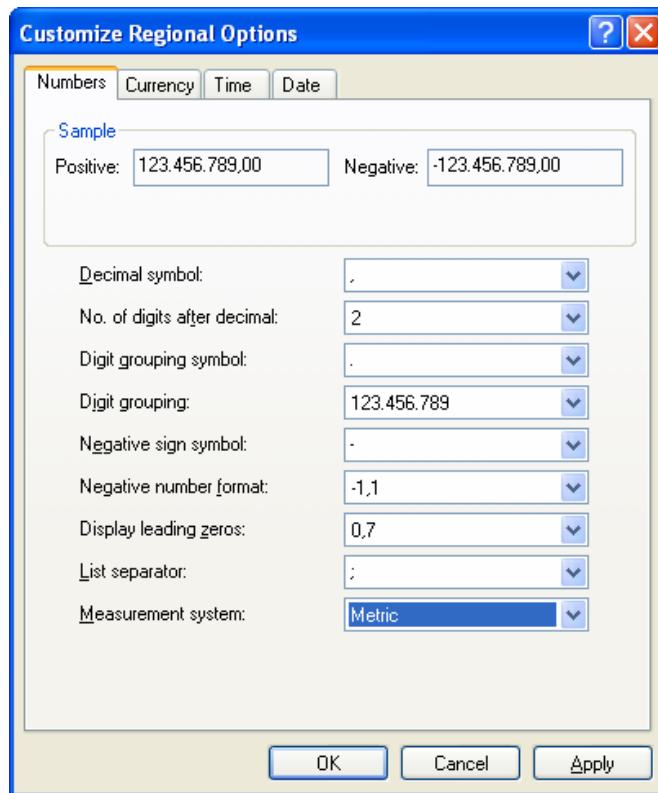 Customize Regional Options
Numbers Currency Time Date
Sample
Positive: 123.456.789,00 Negative: -123.456.789,00
Decimal symbol: ,
No. of digits after decimal: 2
Digit grouping symbol: .
Digit grouping: 123.456.789
Negative sign symbol: -
Negative number format: -1,1
Display leading zeros: 0,7
List separator: ;
Measurement system: Metric
OK Cancel Apply